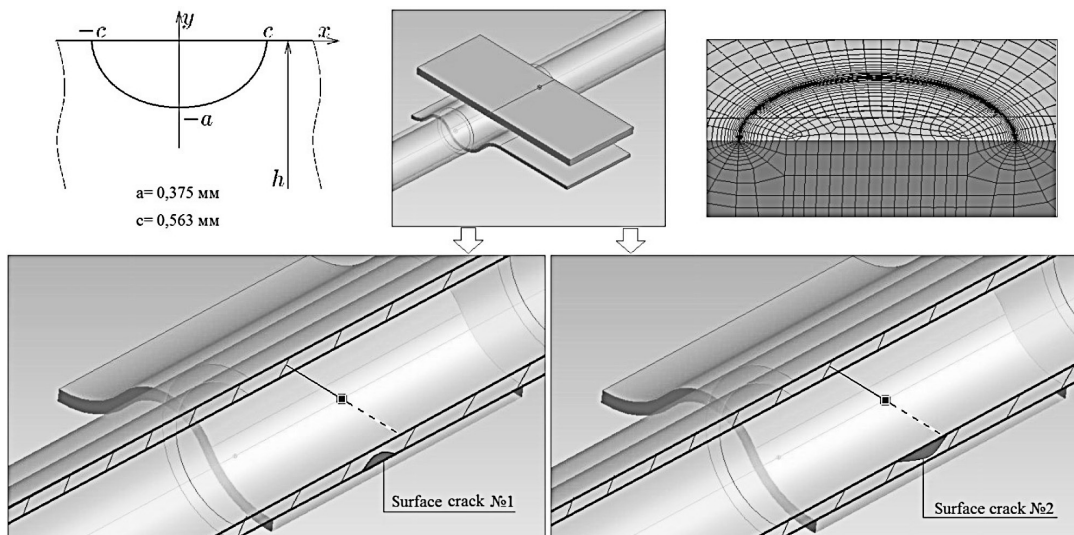 y
−c
c
x
−a
h
a= 0,375 мм
c= 0,563 мм
Surface crack №1
Surface crack №2